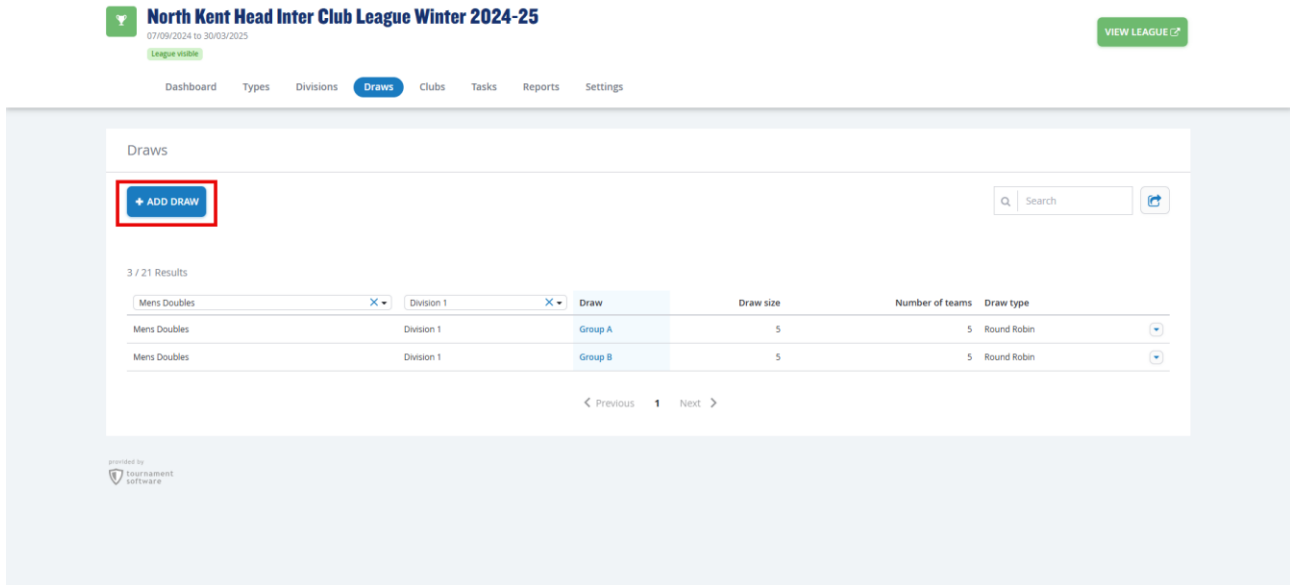 North Kent Head Inter Club League Winter 2024-25
07/09/2024 to 30/03/2025
League visible
VIEW LEAGUE
Dashboard Types Divisions Draws Clubs Tasks Reports Settings
Draws
+ ADD DRAW
Search
3 / 21 Results
Mens Doubles Division 1 Draw Draw size Number of teams Draw type
Mens Doubles Division 1 Group A 5 5 Round Robin
Mens Doubles Division 1 Group B 5 5 Round Robin
Previous 1 Next
provided by
tournament
software